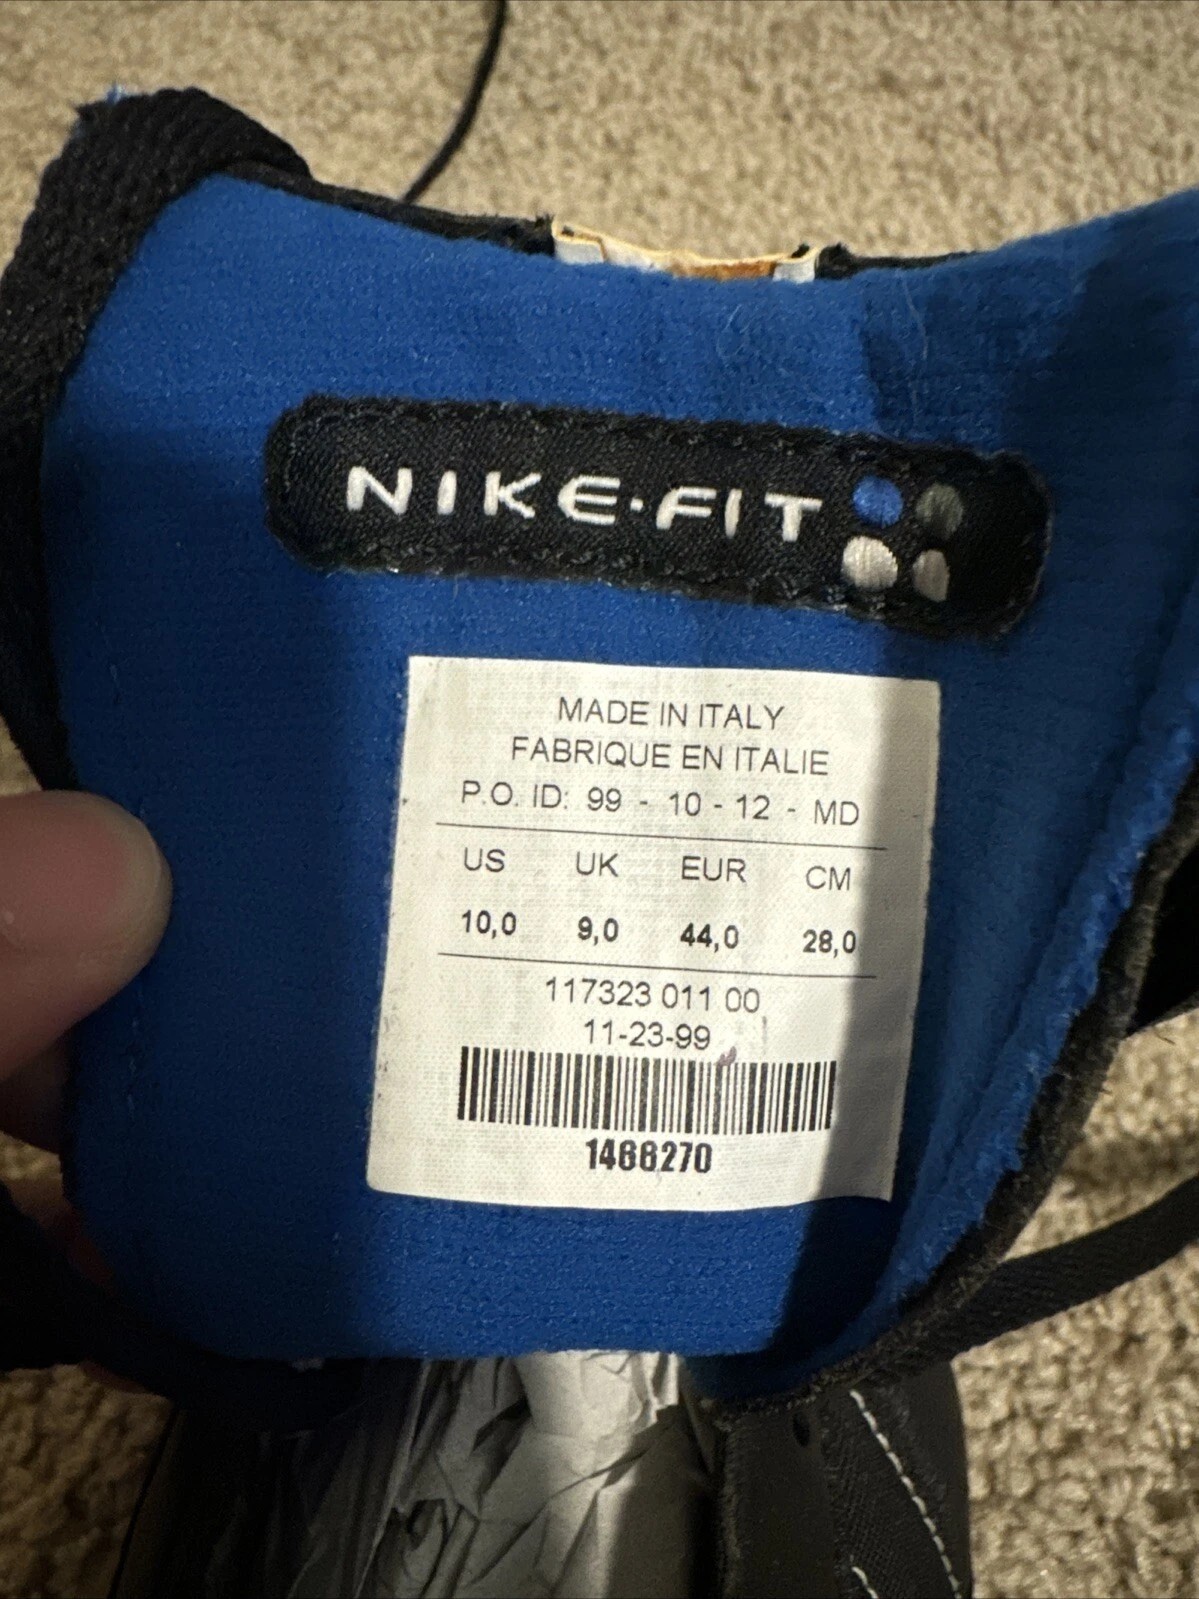 NIKE·FIT
MADE IN ITALY
FABRIQUE EN ITALIE
P.O. ID: 99 - 10 - 12 - MD
US UK EUR CM
10,0 9,0 44,0 28,0
117323 011 00
11-23-99
1466270